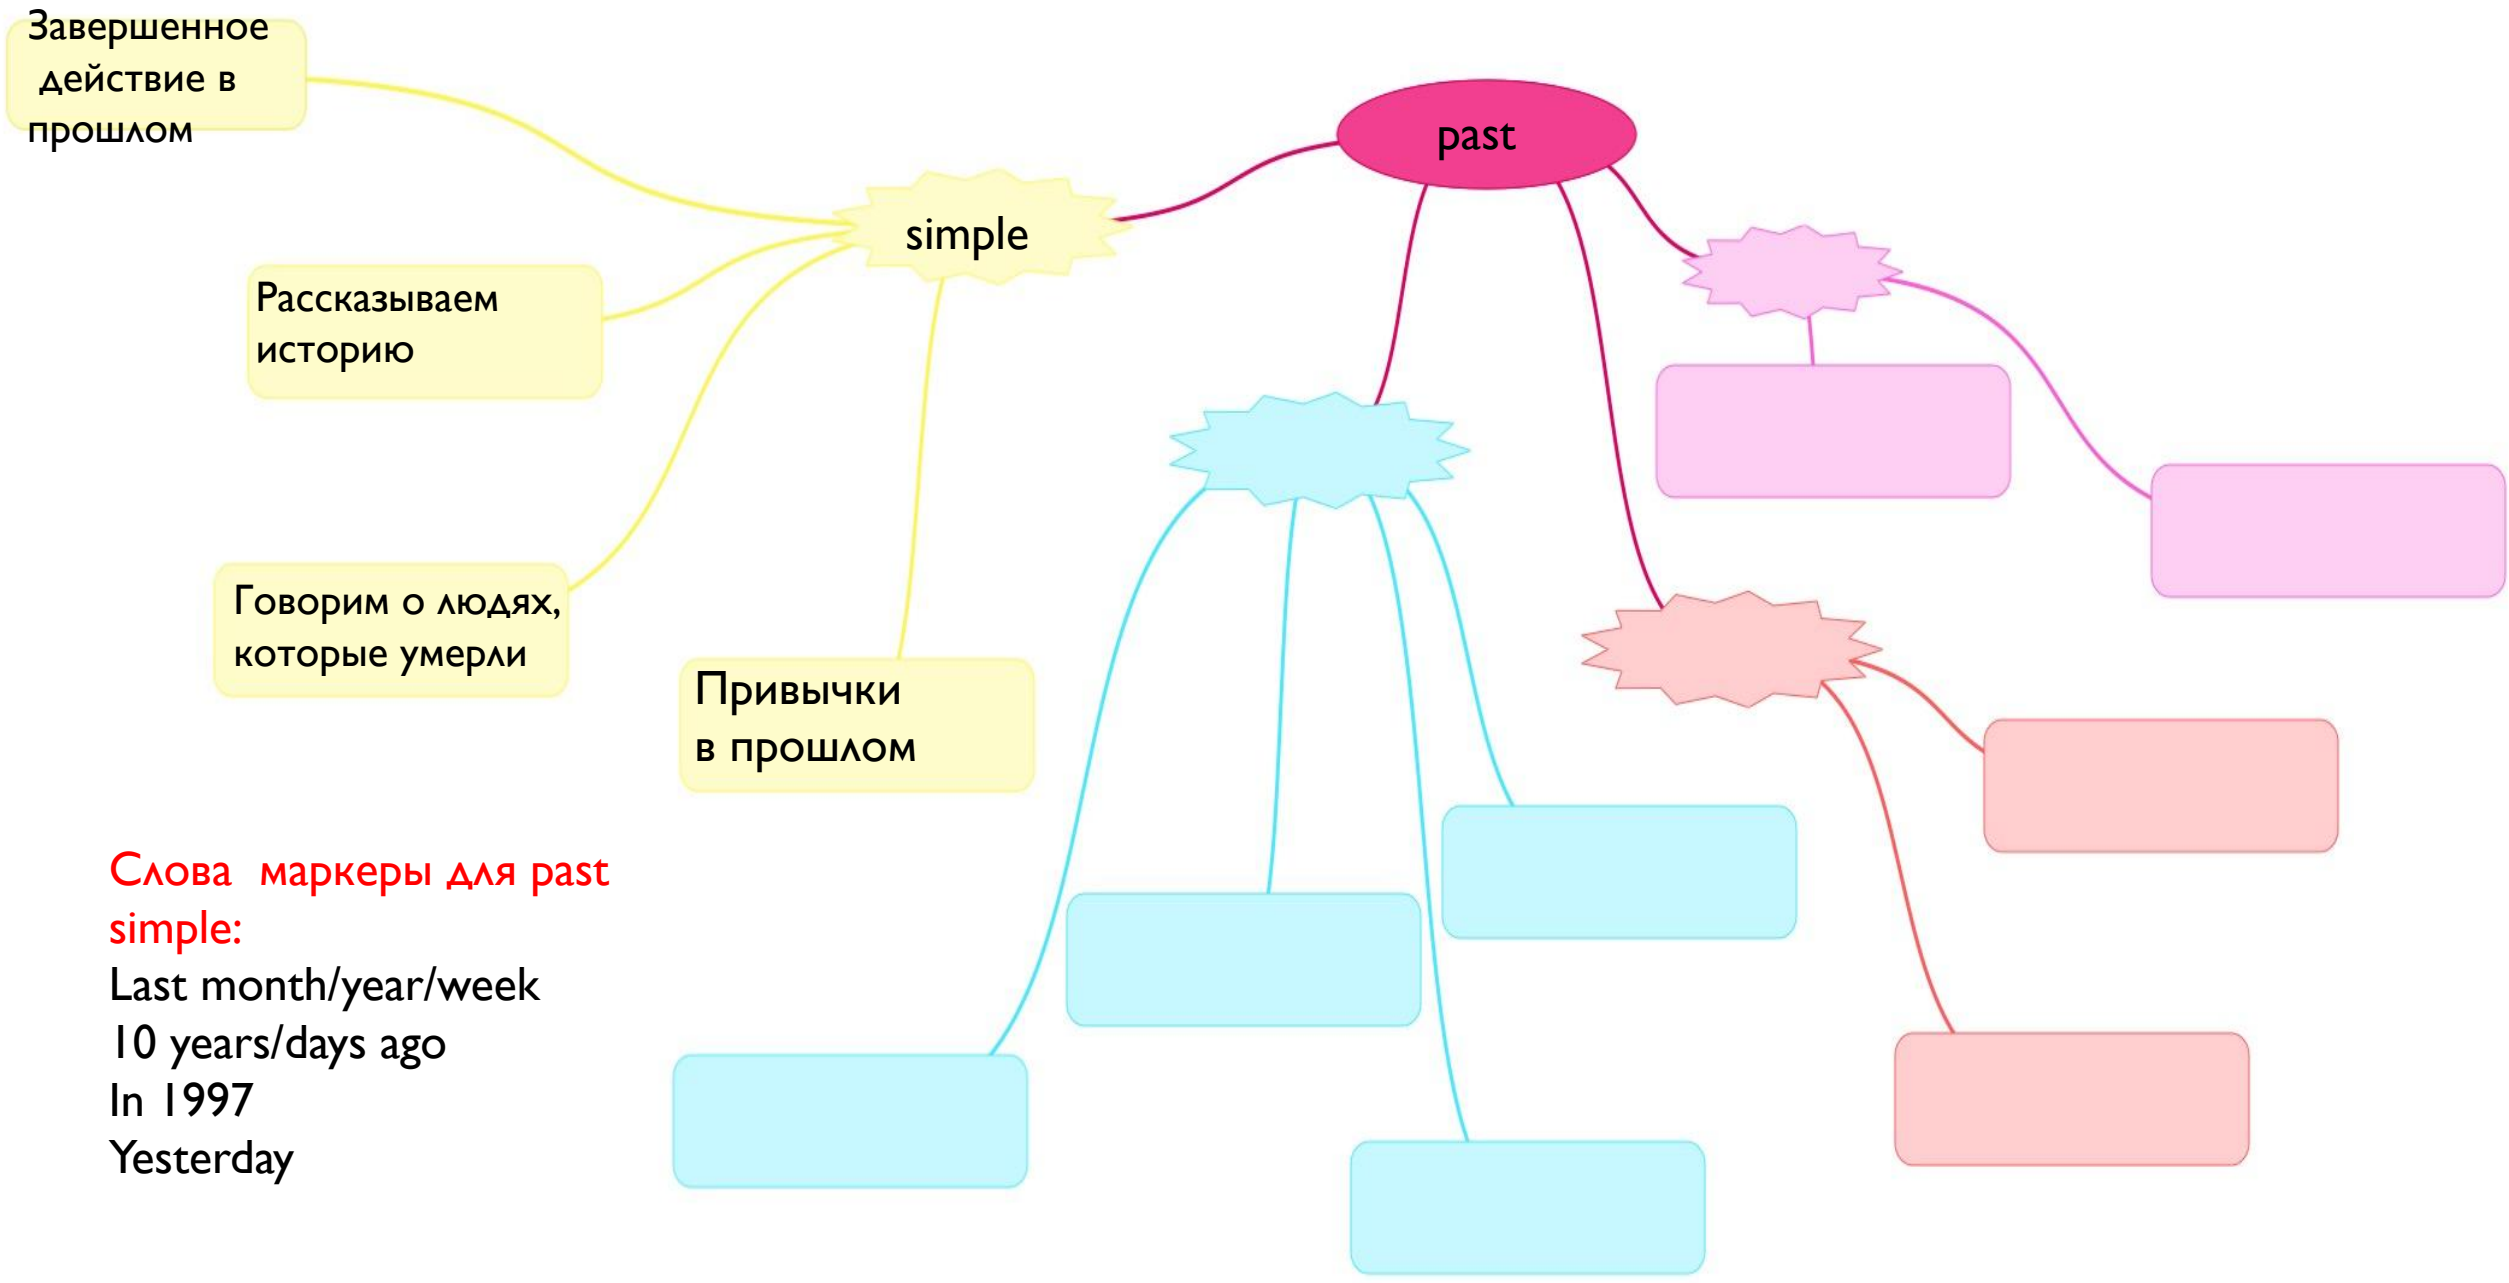 Завершенное
действие в
прошлом
past
simple
Рассказываем
историю
Говорим о людях,
которые умерли
Привычки
в прошлом
Слова маркеры для past
simple:
Last month/year/week
10 years/days ago
In 1997
Yesterday